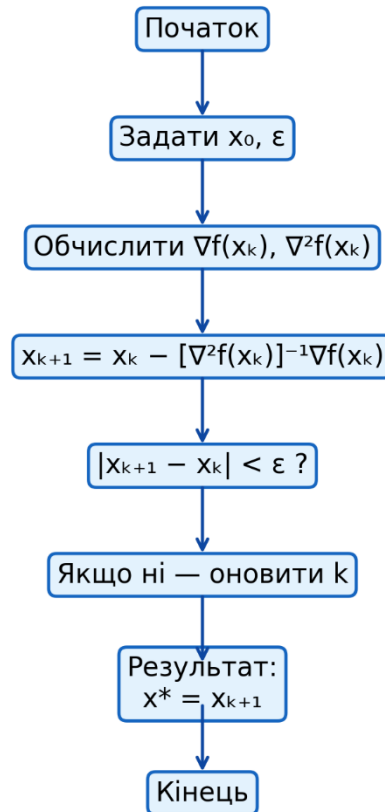 Початок
Задати x₀, ε
Обчислити ∇f(xₖ), ∇²f(xₖ)
xₖ₊₁ = xₖ − [∇²f(xₖ)]⁻¹∇f(xₖ)
|xₖ₊₁ − xₖ| < ε ?
Якщо ні — оновити k
Результат:
x* = xₖ₊₁
Кінець